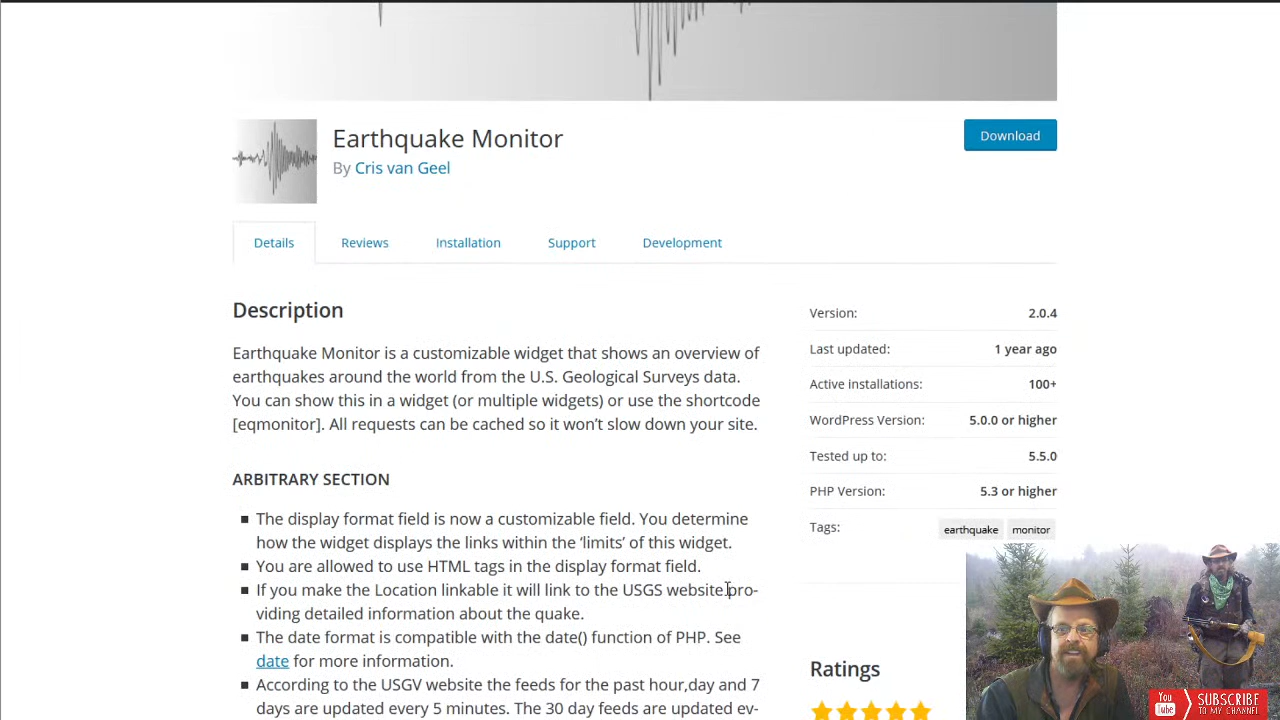 Earthquake Monitor
By Cris van Geel
Download
Details
Reviews
Installation
Support
Development
Description
Earthquake Monitor is a customizable widget that shows an overview of
earthquakes around the world from the U.S. Geological Surveys data.
You can show this in a widget (or multiple widgets) or use the shortcode
[eqmonitor]. All requests can be cached so it won’t slow down your site.
ARBITRARY SECTION
The display format field is now a customizable field. You determine
how the widget displays the links within the ‘limits’ of this widget.
You are allowed to use HTML tags in the display format field.
If you make the Location linkable it will link to the USGS website pro-
viding detailed information about the quake.
The date format is compatible with the date() function of PHP. See
date for more information.
According to the USGV website the feeds for the past hour,day and 7
days are updated every 5 minutes. The 30 day feeds are updated ev-
Version: 2.0.4
Last updated: 1 year ago
Active installations: 100+
WordPress Version: 5.0.0 or higher
Tested up to: 5.5.0
PHP Version: 5.3 or higher
Tags: earthquake monitor
Ratings
You
Tube
SUBSCRIBE
TO MY CHANNEL